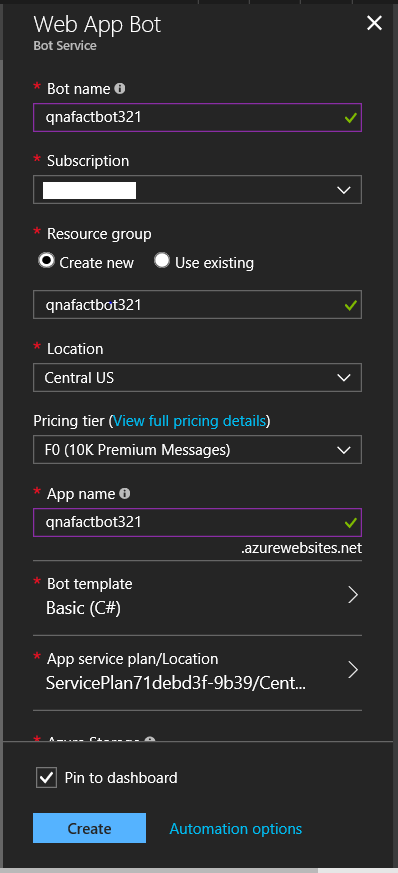 Web App Bot
Bot Service
* Bot name
qnafactbot321
* Subscription
* Resource group
Create new Use existing
qnafactbot321
* Location
Central US
Pricing tier (View full pricing details)
F0 (10K Premium Messages)
* App name
qnafactbot321
.azurewebsites.net
* Bot template
Basic (C#)
* App service plan/Location
ServicePlan71debd3f-9b39/Cent...
* Azure Storage
Pin to dashboard
Create Automation options